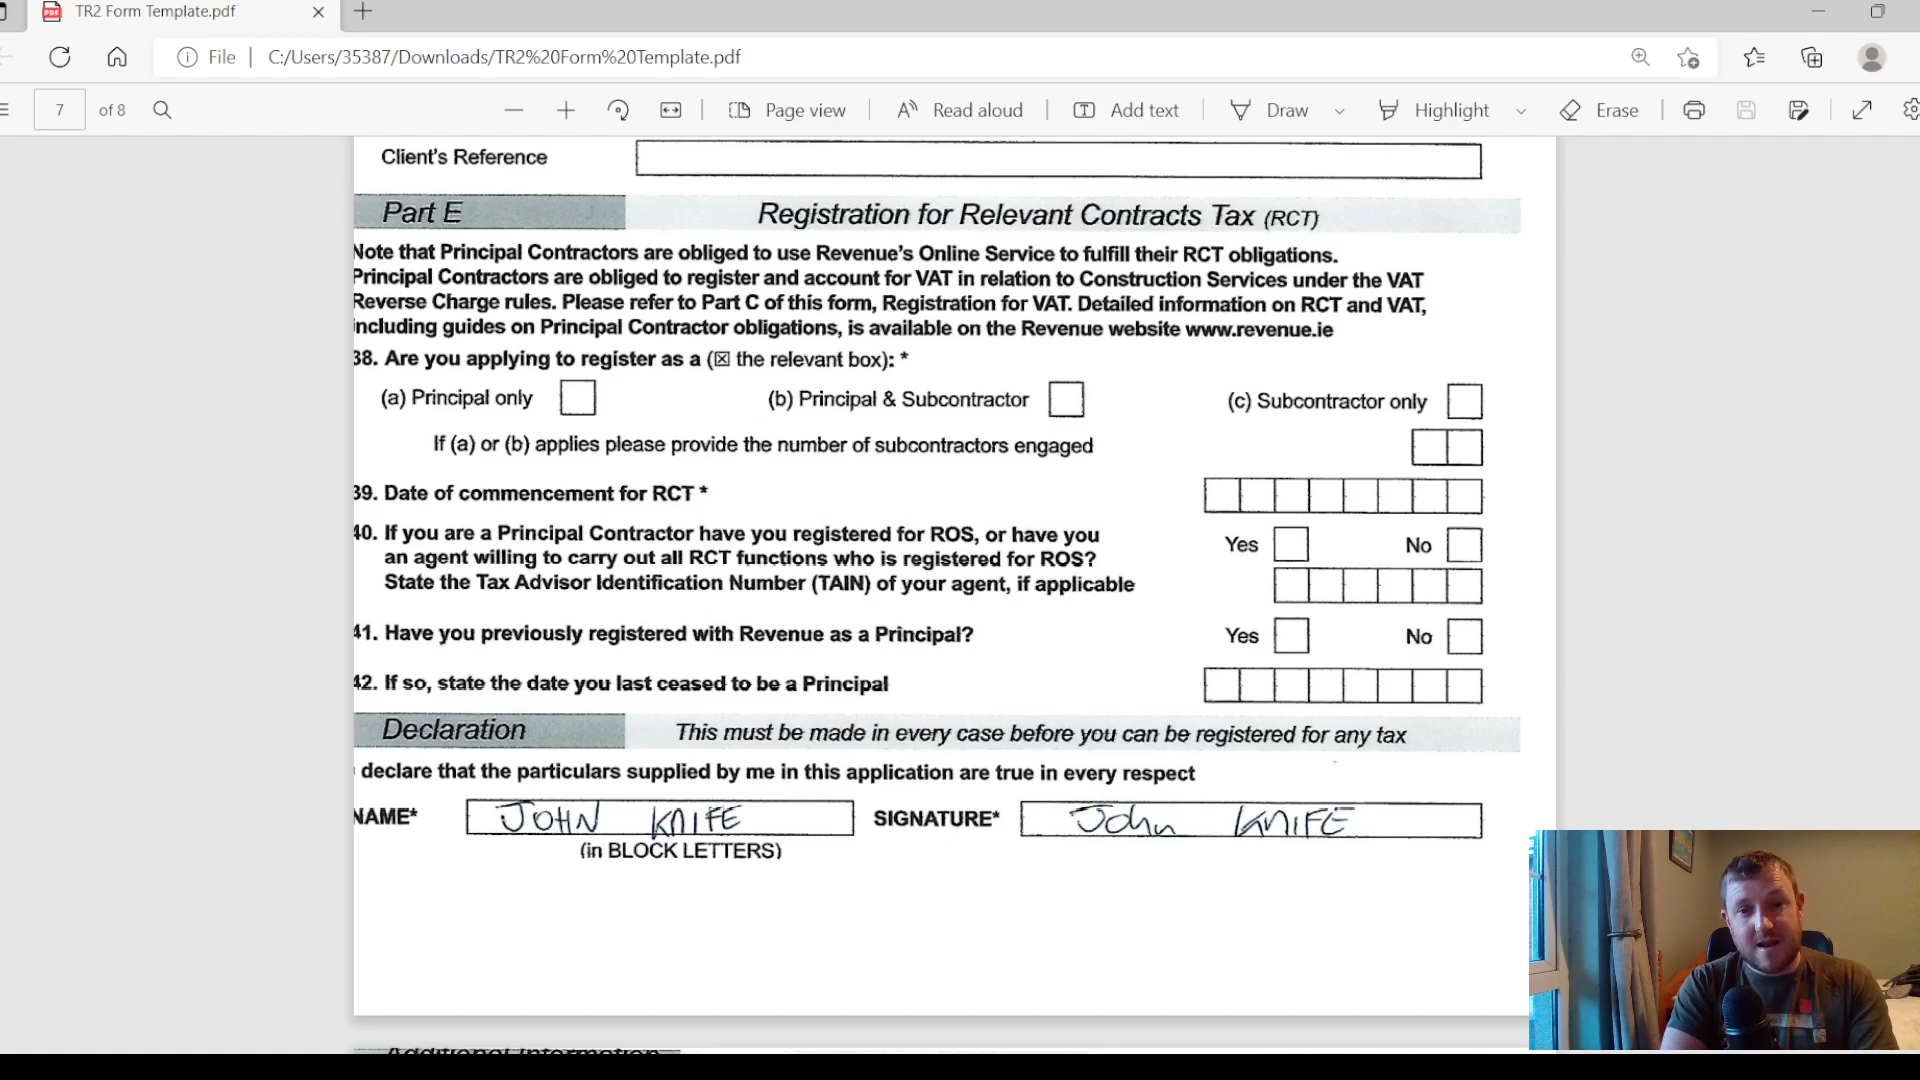 TR2 Form Template.pdf
File C:/Users/35387/Downloads/TR2%20Form%20Template.pdf
7 of 8 Page view Read aloud Add text Draw Highlight Erase
Client's Reference
Part E Registration for Relevant Contracts Tax (RCT)
Note that Principal Contractors are obliged to use Revenue's Online Service to fulfill their RCT obligations.
Principal Contractors are obliged to register and account for VAT in relation to Construction Services under the VAT
Reverse Charge rules. Please refer to Part C of this form, Registration for VAT. Detailed information on RCT and VAT,
including guides on Principal Contractor obligations, is available on the Revenue website www.revenue.ie
38. Are you applying to register as a (☒ the relevant box): *
(a) Principal only (b) Principal & Subcontractor (c) Subcontractor only
If (a) or (b) applies please provide the number of subcontractors engaged
39. Date of commencement for RCT *
40. If you are a Principal Contractor have you registered for ROS, or have you Yes No
an agent willing to carry out all RCT functions who is registered for ROS?
State the Tax Advisor Identification Number (TAIN) of your agent, if applicable
41. Have you previously registered with Revenue as a Principal? Yes No
42. If so, state the date you last ceased to be a Principal
Declaration This must be made in every case before you can be registered for any tax
declare that the particulars supplied by me in this application are true in every respect
NAME* JOHN KNIFE SIGNATURE* John KNIFE
(in BLOCK LETTERS)
Additional Information